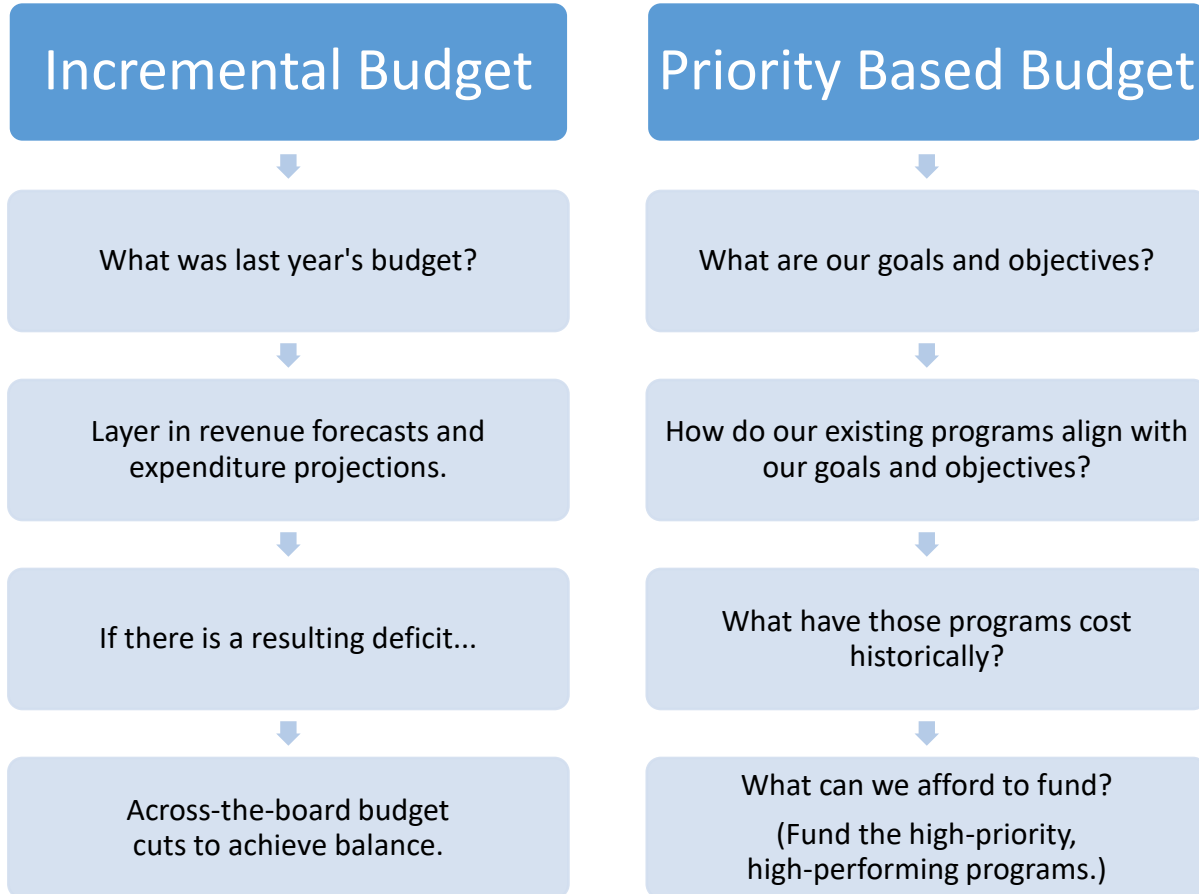 Incremental Budget
What was last year's budget?
Layer in revenue forecasts and
expenditure projections.
If there is a resulting deficit...
Across-the-board budget
cuts to achieve balance.
Priority Based Budget
What are our goals and objectives?
How do our existing programs align with
our goals and objectives?
What have those programs cost
historically?
What can we afford to fund?
(Fund the high-priority,
high-performing programs.)